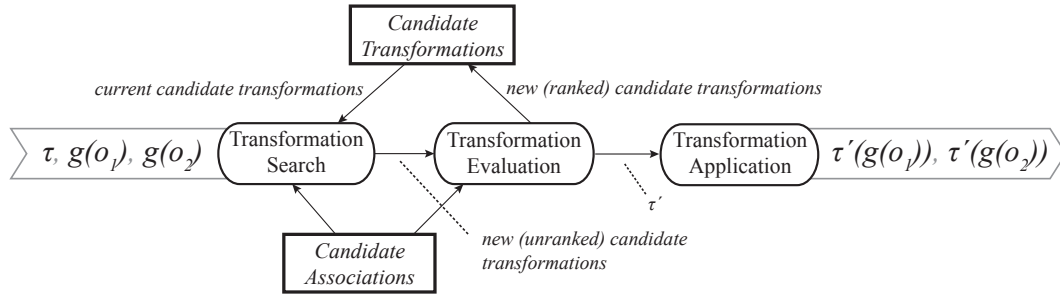 Candidate
Transformations
current candidate transformations
new (ranked) candidate transformations
τ, g(o₁), g(o₂)
Transformation
Search
Transformation
Evaluation
Transformation
Application
τ´(g(o₁)), τ´(g(o₂))
τ´
Candidate
Associations
new (unranked) candidate
transformations